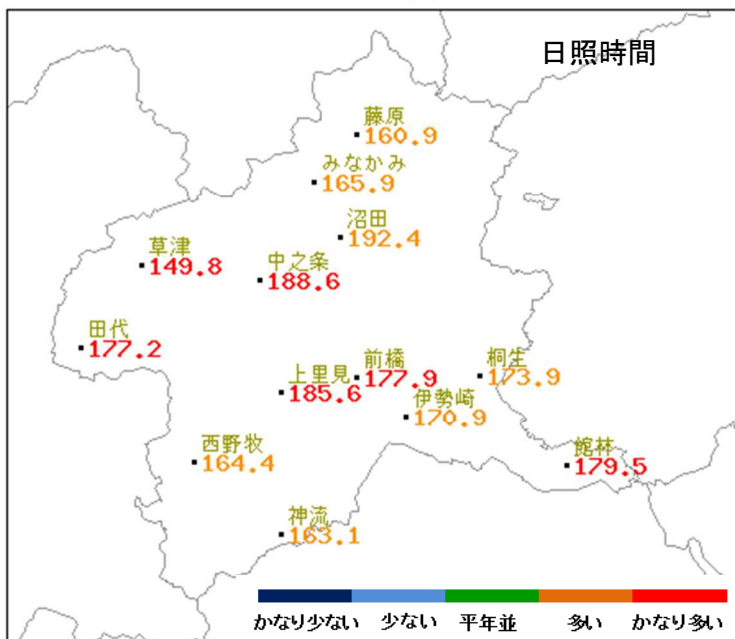 日照時間
藤原
160.9
みなかみ
165.9
沼田
192.4
草津
149.8
中之条
188.6
田代
177.2
上里見
185.6
前橋
177.9
桐生
173.9
伊勢崎
170.9
西野牧
164.4
館林
179.5
神流
163.1
かなり少ない 少ない 平年並 多い かなり多い